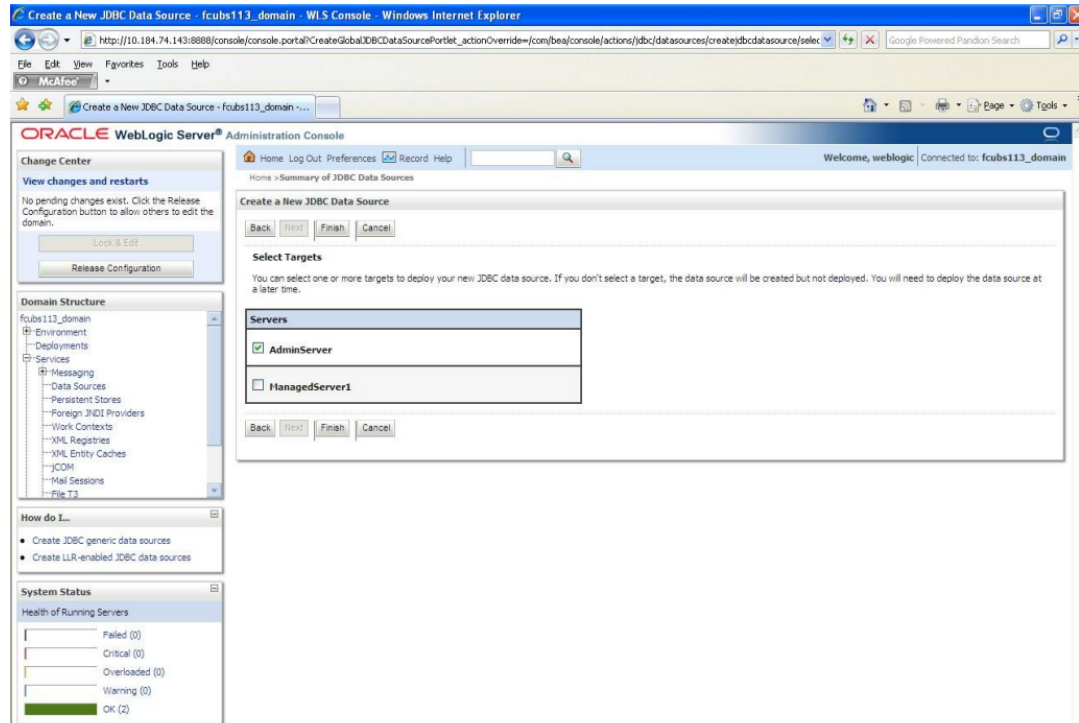 Create a New JDBC Data Source - fcubs113_domain - WLS Console - Windows Internet Explorer
http://10.184.74.143:8888/console/console.portal?CreateGlobalJDBCDataSourcePortlet_actionOverride=/com/bea/console/actions/jdbc/datasources/createjdbcdatasource/selec
Google Powered Pandion Search
File Edit View Favorites Tools Help
McAfee
Create a New JDBC Data Source - fcubs113_domain -...
Page Tools
ORACLE WebLogic Server® Administration Console
Change Center
View changes and restarts
No pending changes exist. Click the Release
Configuration button to allow others to edit the
domain.
Lock & Edit
Release Configuration
Domain Structure
fcubs113_domain
Environment
Deployments
Services
Messaging
Data Sources
Persistent Stores
Foreign JNDI Providers
Work Contexts
XML Registries
XML Entity Caches
jCOM
Mail Sessions
File T3
How do I...
Create JDBC generic data sources
Create LLR-enabled JDBC data sources
System Status
Health of Running Servers
Failed (0)
Critical (0)
Overloaded (0)
Warning (0)
OK (2)
Home Log Out Preferences Record Help
Welcome, weblogic Connected to: fcubs113_domain
Home >Summary of JDBC Data Sources
Create a New JDBC Data Source
Back Next Finish Cancel
Select Targets
You can select one or more targets to deploy your new JDBC data source. If you don't select a target, the data source will be created but not deployed. You will need to deploy the data source at
a later time.
Servers
AdminServer
ManagedServer1
Back Next Finish Cancel